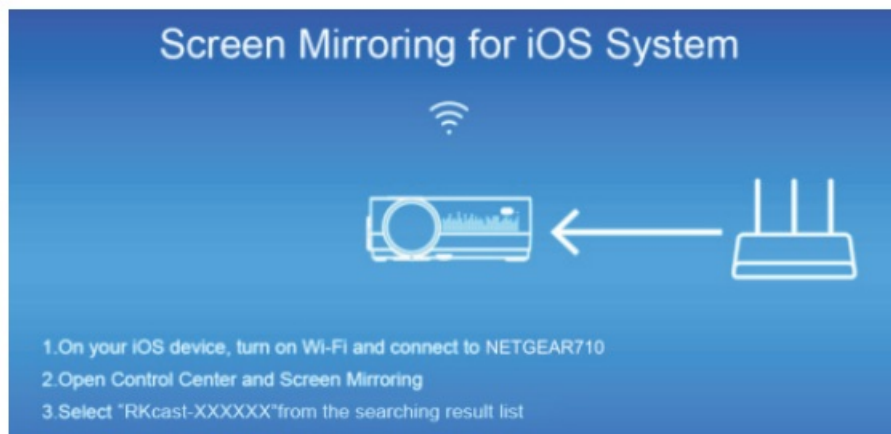 Screen Mirroring for iOS System
1.On your iOS device, turn on Wi-Fi and connect to NETGEAR710
2.Open Control Center and Screen Mirroring
3.Select "RKcast-XXXXXX"from the searching result list